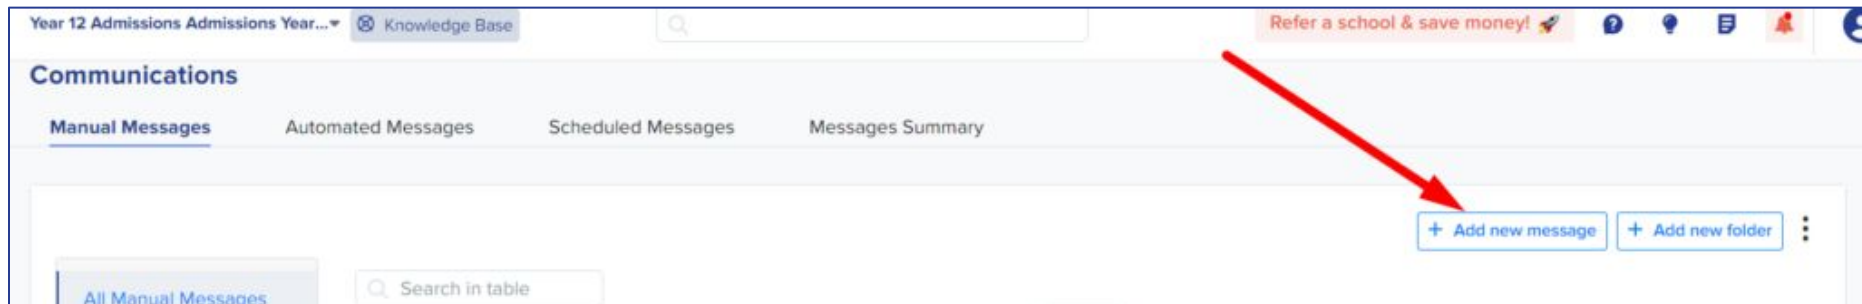 Year 12 Admissions Admissions Year... Knowledge Base Refer a school & save money!
Communications
Manual Messages Automated Messages Scheduled Messages Messages Summary
+ Add new message + Add new folder
Search in table
All Manual Messages